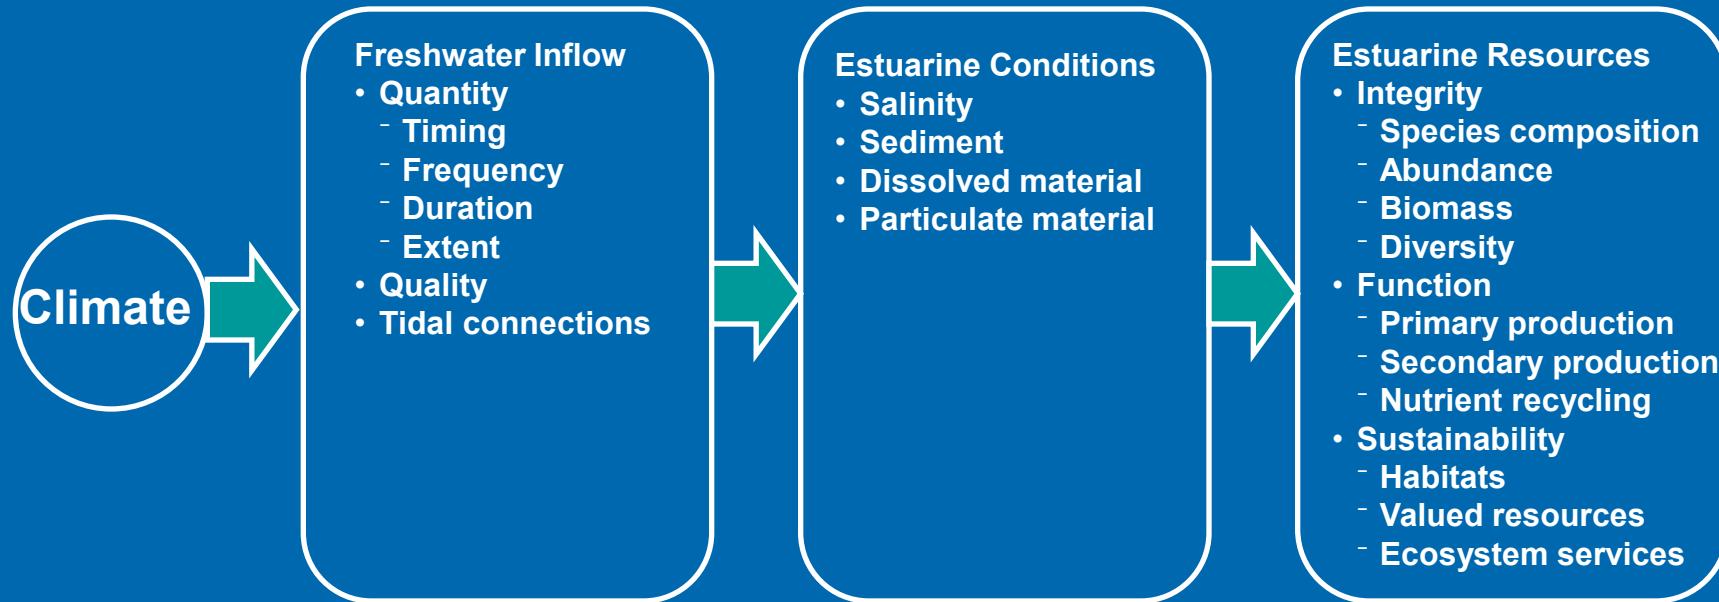 Climate
Freshwater Inflow
• Quantity
⁻ Timing
⁻ Frequency
⁻ Duration
⁻ Extent
• Quality
• Tidal connections
Estuarine Conditions
• Salinity
• Sediment
• Dissolved material
• Particulate material
Estuarine Resources
• Integrity
⁻ Species composition
⁻ Abundance
⁻ Biomass
⁻ Diversity
• Function
⁻ Primary production
⁻ Secondary production
⁻ Nutrient recycling
• Sustainability
⁻ Habitats
⁻ Valued resources
⁻ Ecosystem services